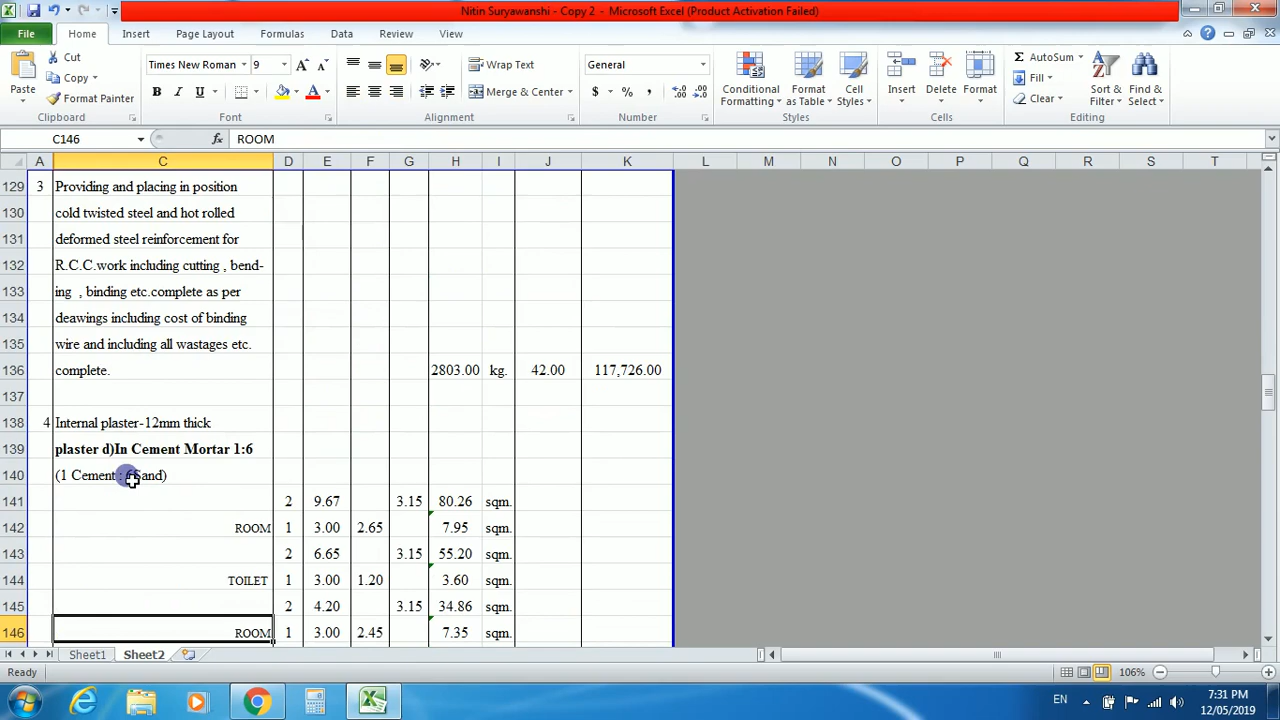 Nitin Suryawanshi - Copy 2 - Microsoft Excel (Product Activation Failed)
File Home Insert Page Layout Formulas Data Review View
Paste Cut Copy Format Painter Clipboard
Times New Roman 9 B I U A Font
Wrap Text Merge & Center Alignment
General $ % , Number
Conditional Formatting Format as Table Cell Styles Styles
Insert Delete Format Cells
Σ AutoSum Fill Clear Sort & Filter Find & Select Editing
C146 fx ROOM
A C D E F G H I J K L M N O P Q R S T
129 3 Providing and placing in position
130 cold twisted steel and hot rolled
131 deformed steel reinforcement for
132 R.C.C.work including cutting , bend-
133 ing , binding etc.complete as per
134 deawings including cost of binding
135 wire and including all wastages etc.
136 complete. 2803.00 kg. 42.00 117,726.00
137
138 4 Internal plaster-12mm thick
139 plaster d)In Cement Mortar 1:6
140 (1 Cement : 6 Sand)
141 2 9.67 3.15 80.26 sqm.
142 ROOM 1 3.00 2.65 7.95 sqm.
143 2 6.65 3.15 55.20 sqm.
144 TOILET 1 3.00 1.20 3.60 sqm.
145 2 4.20 3.15 34.86 sqm.
146 ROOM 1 3.00 2.45 7.35 sqm.
Sheet1 Sheet2
Ready 106%
EN 7:31 PM
12/05/2019